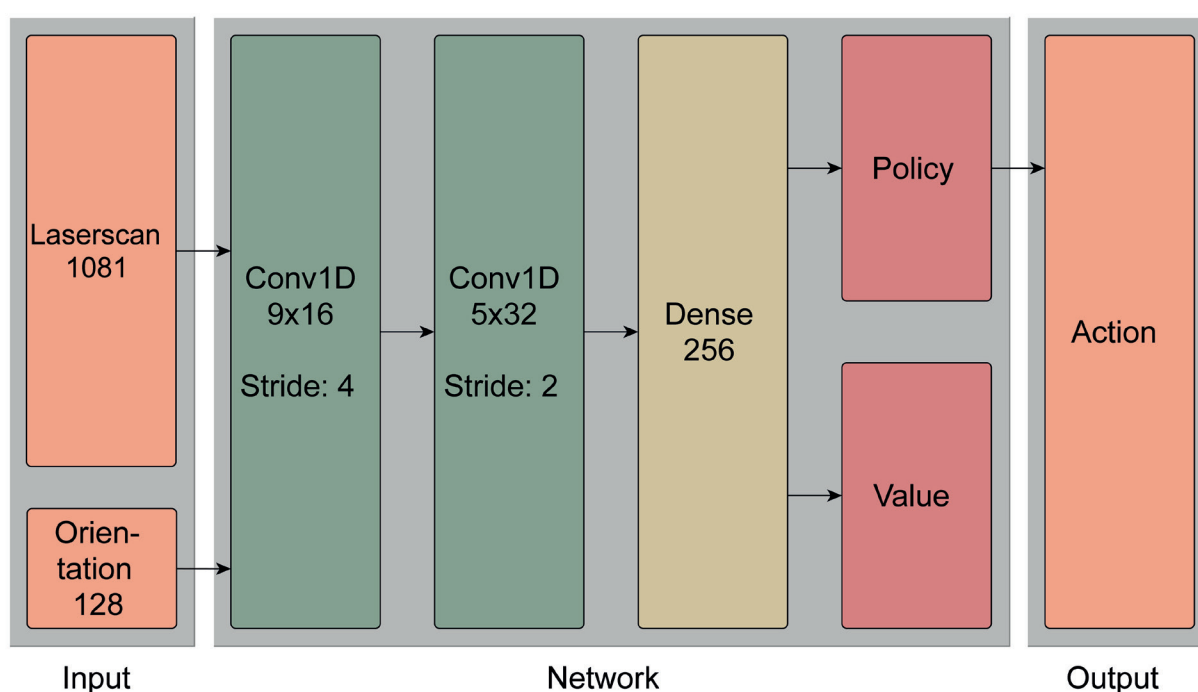 Laserscan
1081
Orien-
tation
128
Input
Conv1D
9x16
Stride: 4
Conv1D
5x32
Stride: 2
Dense
256
Policy
Value
Network
Action
Output